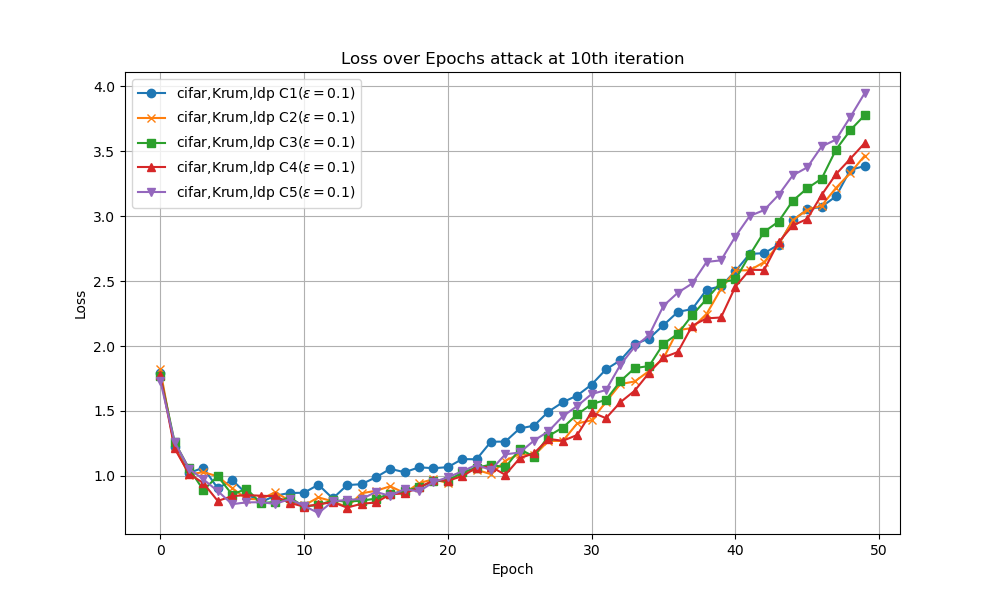 Loss over Epochs attack at 10th iteration
4.0
3.5
3.0
2.5
2.0
1.5
1.0
Loss
cifar,Krum,ldp C1(ε = 0.1)
cifar,Krum,ldp C2(ε = 0.1)
cifar,Krum,ldp C3(ε = 0.1)
cifar,Krum,ldp C4(ε = 0.1)
cifar,Krum,ldp C5(ε = 0.1)
0 10 20 30 40 50
Epoch